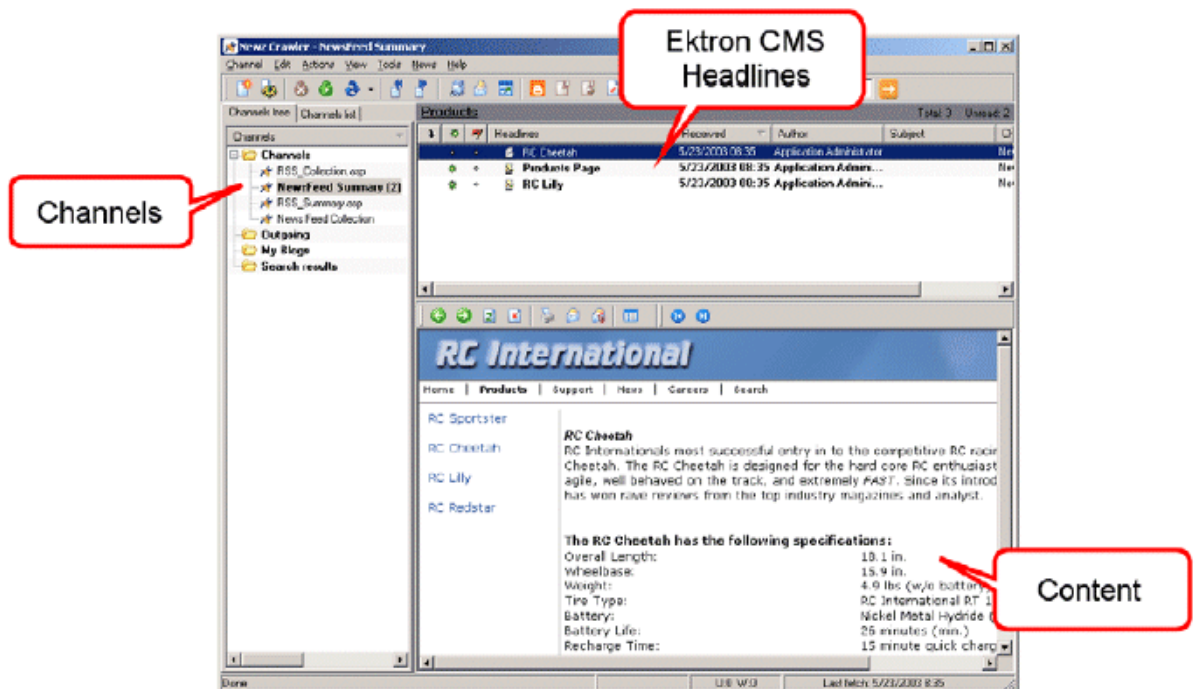 Ektron CMS
Headlines
Newz Crawler - NewsFeed Summary
Channel Edit Actions View Tools News Help
Channels tree Channels list
Products
Total: 3 Unread: 2
Channels
Headlines Received Author Subject
Channels
RSS_Collection.asp
NewsFeed Summary (2)
RSS_Summary.asp
News Feed Collection
Outgoing
My Blogs
Search results
RC Cheetah 5/23/2003 08:35 Application Administrator
Products Page 5/23/2003 08:35 Application Admini...
RC Lilly 5/23/2003 08:35 Application Admini...
Channels
RC International
Home | Products | Support | News | Careers | Search
RC Sportster
RC Cheetah
RC Lilly
RC Redstar
RC Cheetah
RC Internationals most successful entry in to the competitive RC racin
Cheetah. The RC Cheetah is designed for the hard core RC enthusiast
agile, well behaved on the track, and extremely FAST. Since its introd
has won rave reviews from the top industry magazines and analyst.
The RC Cheetah has the following specifications:
Overall Length: 18.1 in.
Wheelbase: 15.9 in.
Weight: 4.9 lbs (w/o battery)
Tire Type: RC International RT 1
Battery: Nickel Metal Hydride (
Battery Life: 25 minutes (min.)
Recharge Time: 15 minute quick charg
Content
Done
U:0 W:0
Last fetch: 5/23/2003 8:35